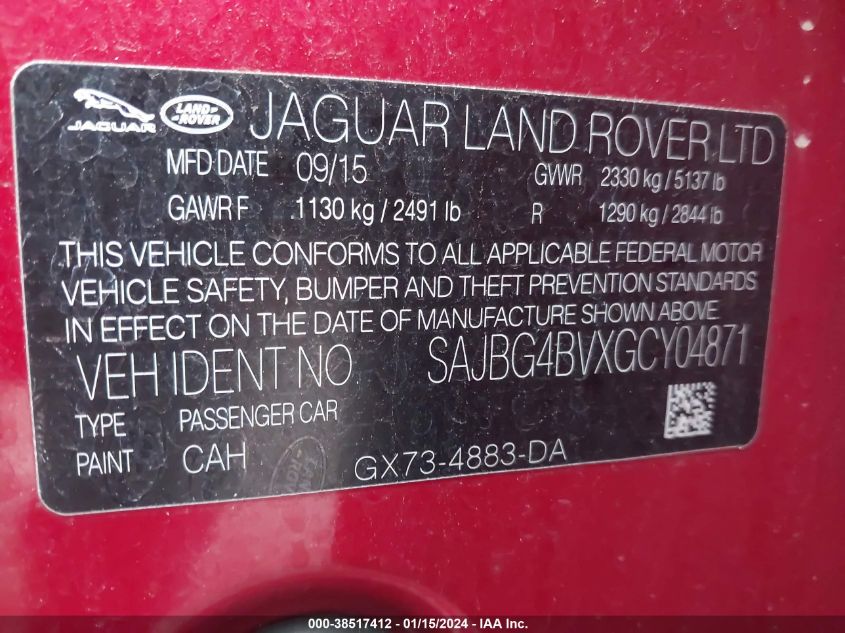 JAGUAR LAND ROVER JAGUAR LAND ROVER LTD
MFD DATE 09/15 GVWR 2330 kg / 5137 lb
GAWR F 1130 kg / 2491 lb R 1290 kg / 2844 lb
THIS VEHICLE CONFORMS TO ALL APPLICABLE FEDERAL MOTOR
VEHICLE SAFETY, BUMPER AND THEFT PREVENTION STANDARDS
IN EFFECT ON THE DATE OF MANUFACTURE SHOWN ABOVE.
VEH IDENT NO SAJBG4BVXGCY04871
TYPE PASSENGER CAR
PAINT CAH GX73-4883-DA
000-38517412 - 01/15/2024 - IAA Inc.